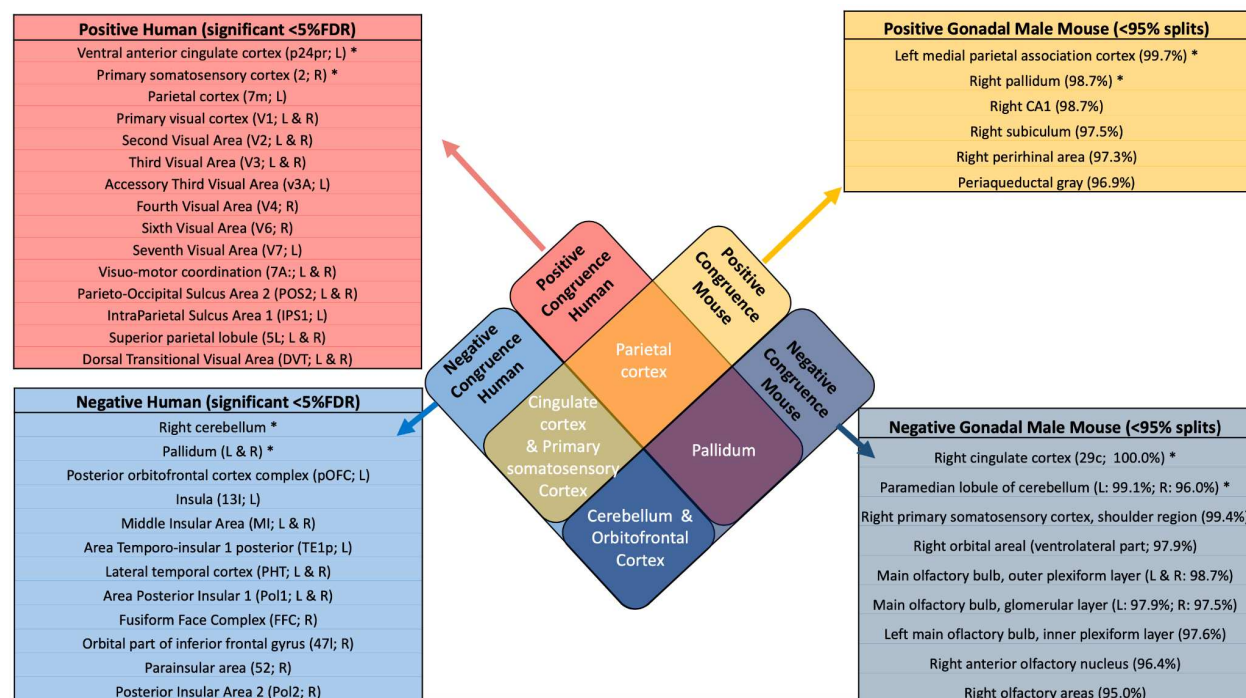 Positive Human (significant <5%FDR)
Ventral anterior cingulate cortex (p24pr; L) *
Primary somatosensory cortex (2; R) *
Parietal cortex (7m; L)
Primary visual cortex (V1; L & R)
Second Visual Area (V2; L & R)
Third Visual Area (V3; L & R)
Accessory Third Visual Area (v3A; L)
Fourth Visual Area (V4; R)
Sixth Visual Area (V6; R)
Seventh Visual Area (V7; L)
Visuo-motor coordination (7A:; L & R)
Parieto-Occipital Sulcus Area 2 (POS2; L & R)
IntraParietal Sulcus Area 1 (IPS1; L)
Superior parietal lobule (5L; L & R)
Dorsal Transitional Visual Area (DVT; L & R)
Positive Gonadal Male Mouse (<95% splits)
Left medial parietal association cortex (99.7%) *
Right pallidum (98.7%) *
Right CA1 (98.7%)
Right subiculum (97.5%)
Right perirhinal area (97.3%)
Periaqueductal gray (96.9%)
Positive
Congruence
Human
Positive
Congruence
Mouse
Negative
Congruence
Human
Negative
Congruence
Mouse
Parietal
cortex
Cingulate
cortex
& Primary
somatosensory
Cortex
Pallidum
Cerebellum &
Orbitofrontal
Cortex
Negative Human (significant <5%FDR)
Right cerebellum *
Pallidum (L & R) *
Posterior orbitofrontal cortex complex (pOFC; L)
Insula (13I; L)
Middle Insular Area (MI; L & R)
Area Temporo-insular 1 posterior (TE1p; L)
Lateral temporal cortex (PHT; L & R)
Area Posterior Insular 1 (Pol1; L & R)
Fusiform Face Complex (FFC; R)
Orbital part of inferior frontal gyrus (47l; R)
Parainsular area (52; R)
Posterior Insular Area 2 (Pol2; R)
Negative Gonadal Male Mouse (<95% splits)
Right cingulate cortex (29c; 100.0%) *
Paramedian lobule of cerebellum (L: 99.1%; R: 96.0%) *
Right primary somatosensory cortex, shoulder region (99.4%)
Right orbital areal (ventrolateral part; 97.9%)
Main olfactory bulb, outer plexiform layer (L & R: 98.7%)
Main olfactory bulb, glomerular layer (L: 97.9%; R: 97.5%)
Left main oflactory bulb, inner plexiform layer (97.6%)
Right anterior olfactory nucleus (96.4%)
Right olfactory areas (95.0%)